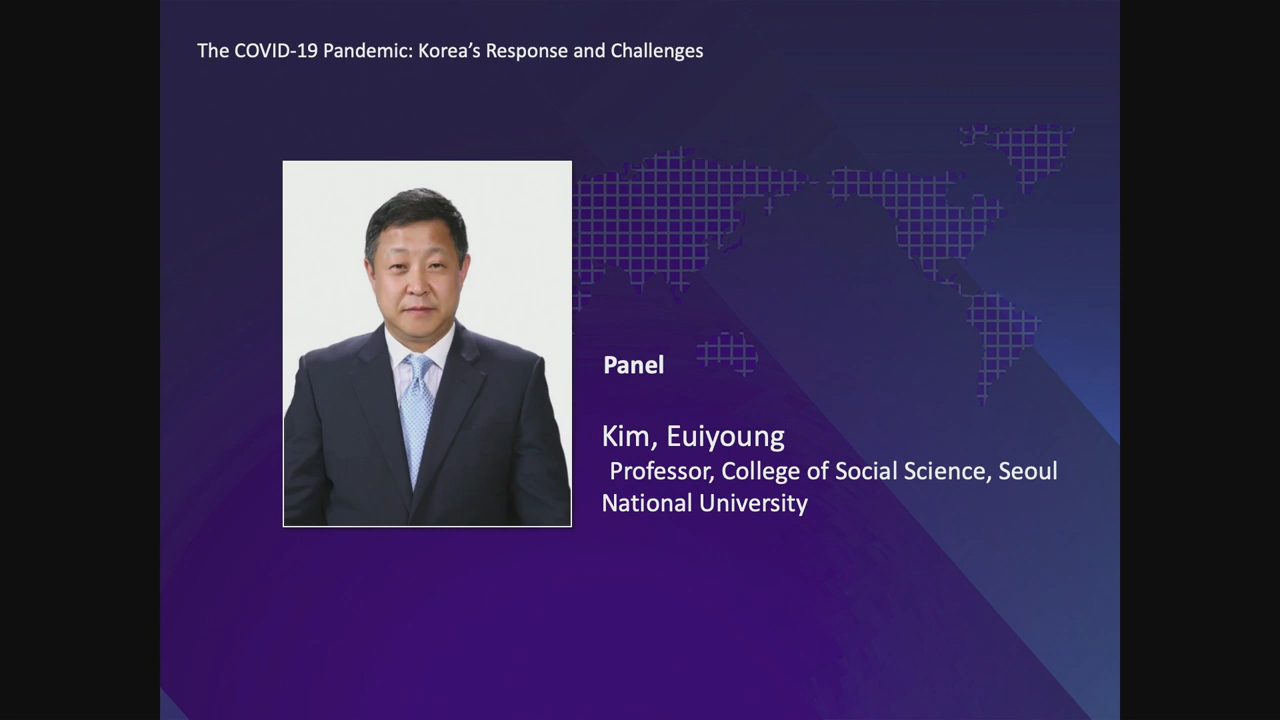 The COVID-19 Pandemic: Korea’s Response and Challenges
Panel
Kim, Euiyoung
Professor, College of Social Science, Seoul
National University